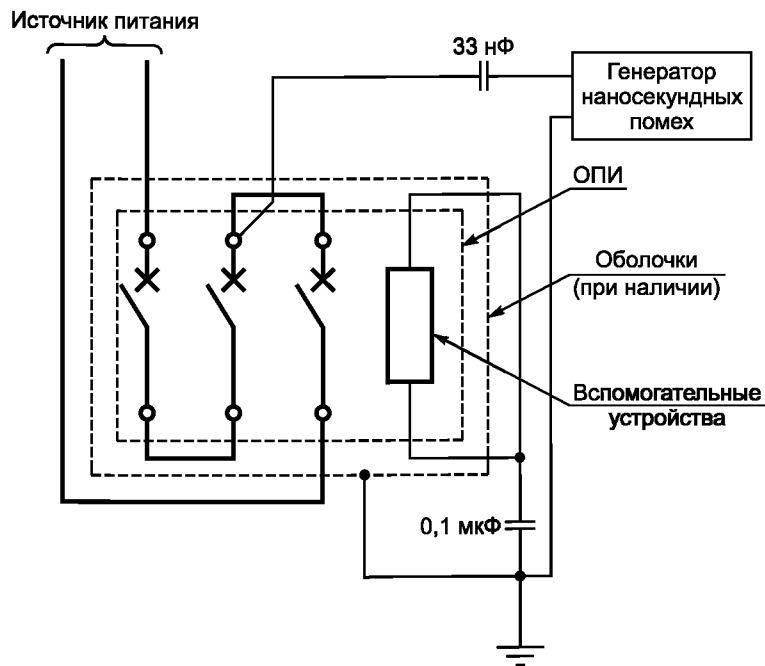 Источник питания
33 нФ
Генератор
наносекундных
помех
ОПИ
Оболочки
(при наличии)
Вспомогательные
устройства
0,1 мкФ